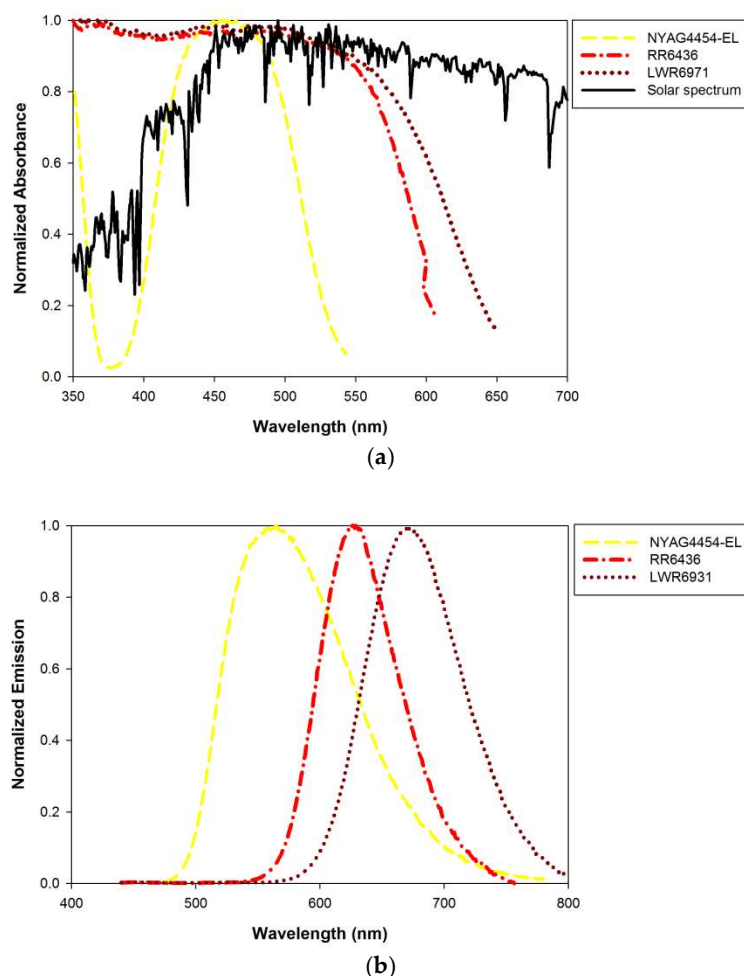 1.0
0.8
0.6
0.4
0.2
0.0
Normalized Absorbance
350 400 450 500 550 600 650 700
Wavelength (nm)
NYAG4454-EL
RR6436
LWR6971
Solar spectrum
(a)
1.0
0.8
0.6
0.4
0.2
0.0
Normalized Emission
400 500 600 700 800
Wavelength (nm)
NYAG4454-EL
RR6436
LWR6931
(b)